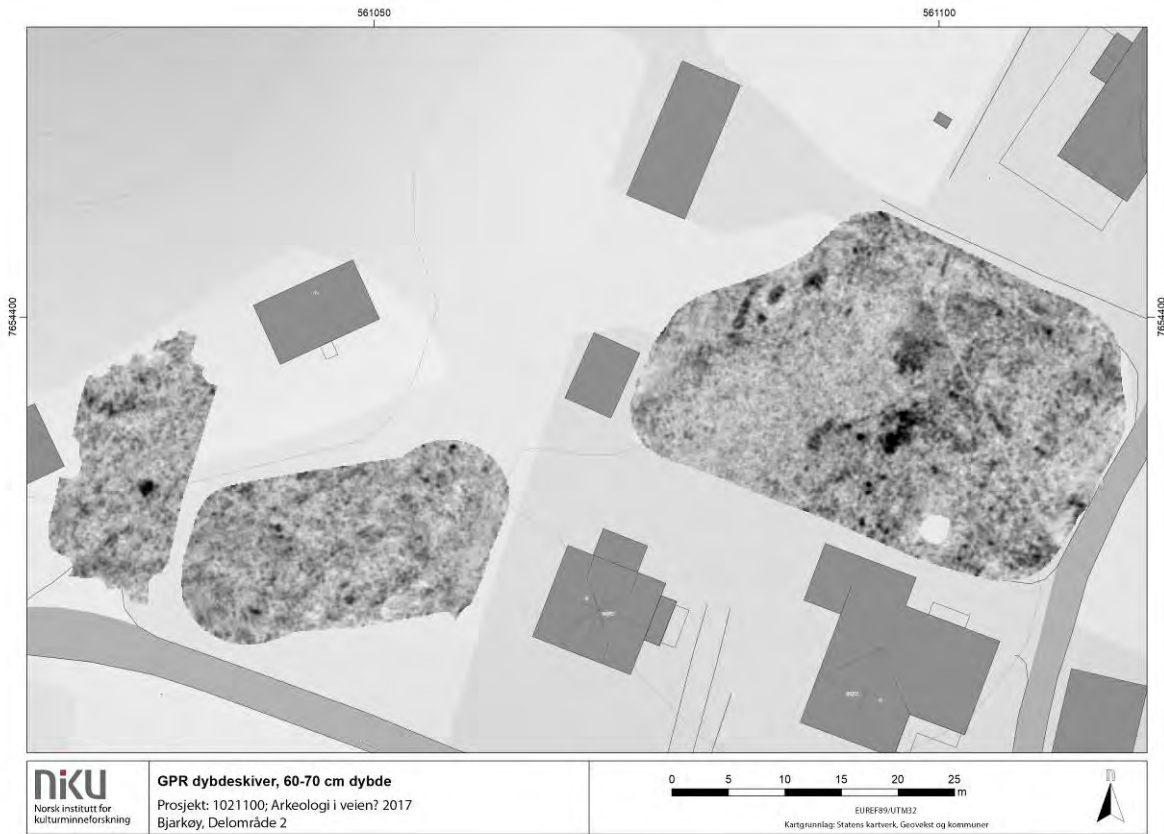 561050
561100
7654400
7654400
niku
Norsk institutt for
kulturminneforskning
GPR dybdeskiver, 60-70 cm dybde
Prosjekt: 1021100; Arkeologi i veien? 2017
Bjarkøy, Delområde 2
0 5 10 15 20 25
m
EUREF89/UTM32
Kartgrunnlag: Statens kartverk, Geovekst og kommuner
n